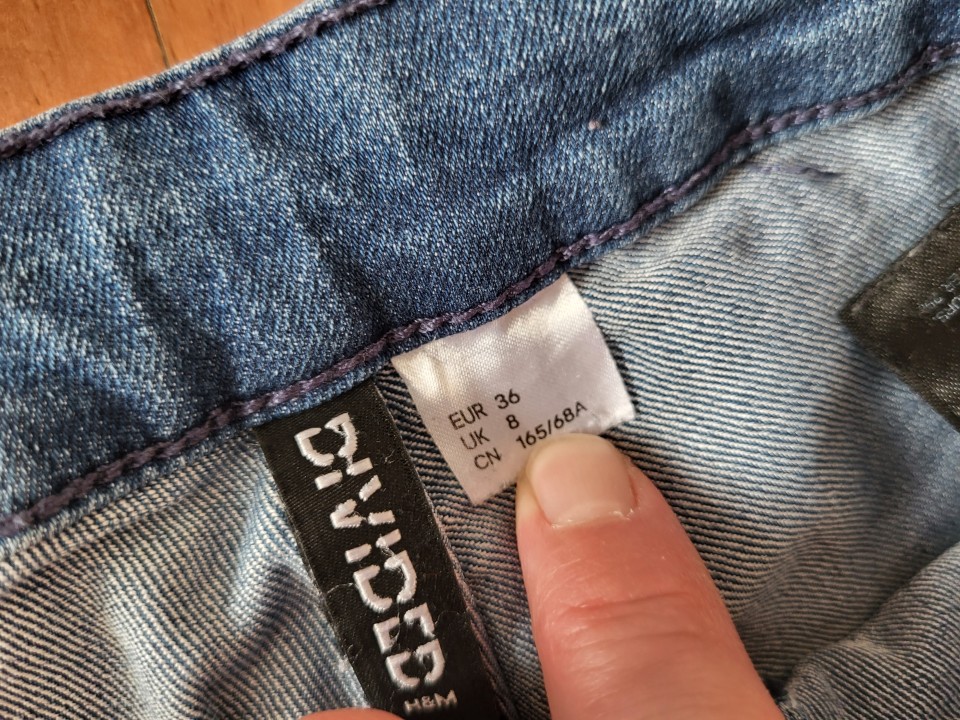 EUR 36
UK 8
CN 165/68A
DIVIDED
H&M